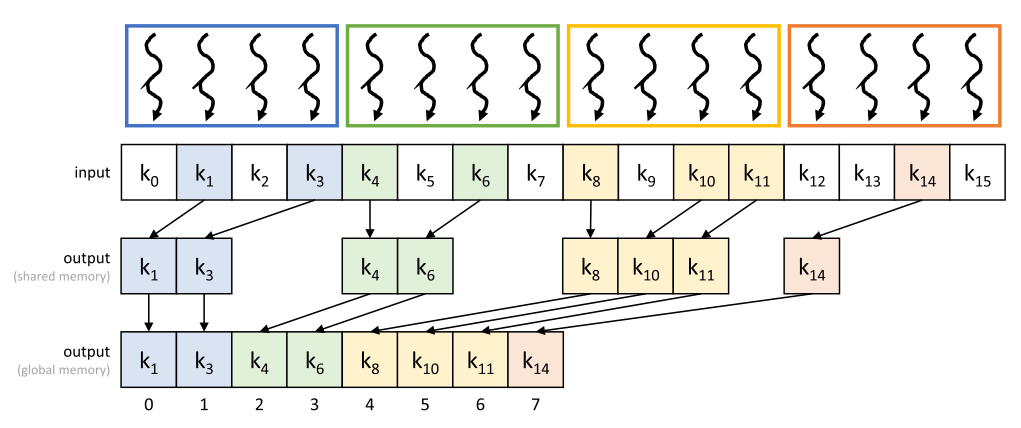 input k0 k1 k2 k3 k4 k5 k6 k7 k8 k9 k10 k11 k12 k13 k14 k15
output k1 k3 k4 k6 k8 k10 k11 k14
(shared memory)
output k1 k3 k4 k6 k8 k10 k11 k14
(global memory)
0 1 2 3 4 5 6 7